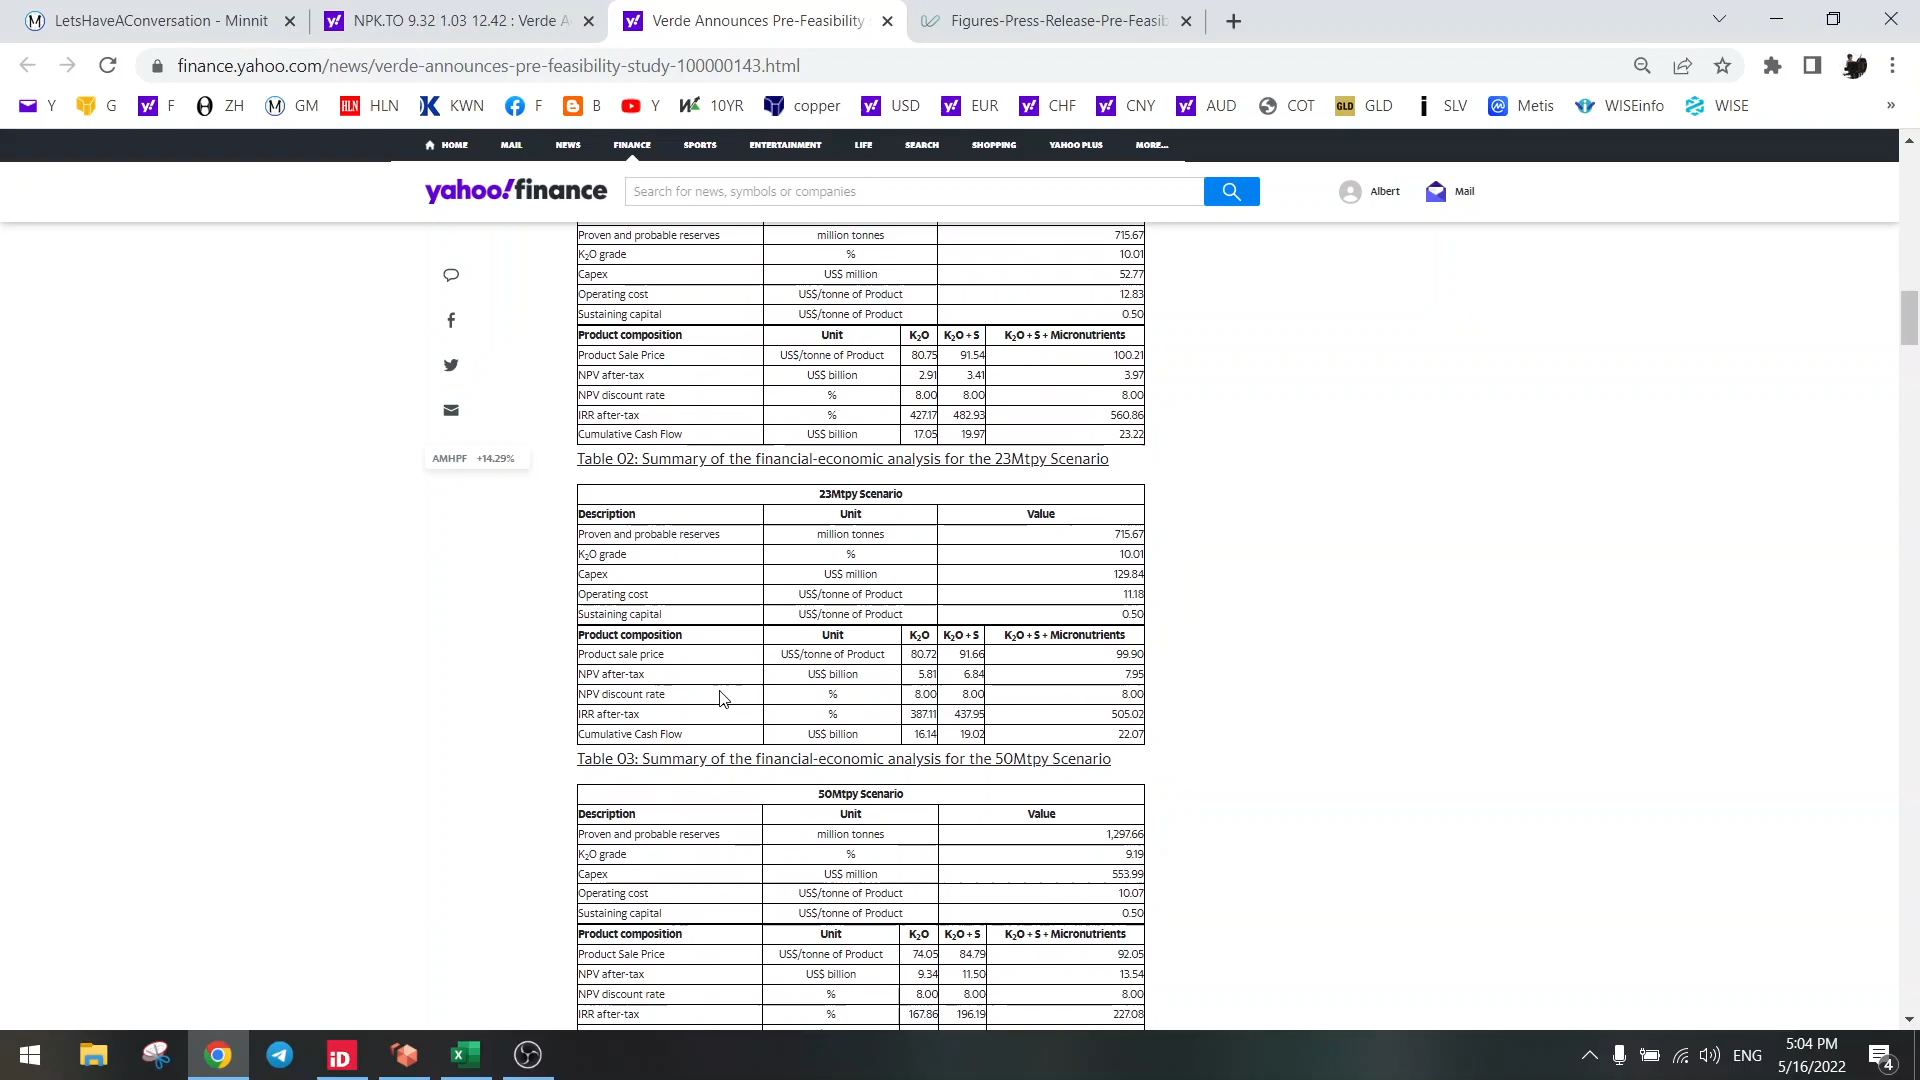 LetsHaveAConversation - Minnit
NPK.TO 9.32 1.03 12.42 : Verde A
Verde Announces Pre-Feasibility
Figures-Press-Release-Pre-Feasib
finance.yahoo.com/news/verde-announces-pre-feasibility-study-100000143.html
Y G F ZH GM HLN HLN KWN F B Y 10YR copper USD EUR CHF CNY AUD COT GLD GLD SLV Metis WISEinfo WISE »
HOME MAIL NEWS FINANCE SPORTS ENTERTAINMENT LIFE SEARCH SHOPPING YAHOO PLUS MORE...
yahoo!finance Search for news, symbols or companies Albert Mail
Proven and probable reserves million tonnes 715.67
K₂O grade % 10.01
Capex US$ million 52.77
Operating cost US$/tonne of Product 12.83
Sustaining capital US$/tonne of Product 0.50
Product composition Unit K₂O K₂O + S K₂O + S + Micronutrients
Product Sale Price US$/tonne of Product 80.75 91.54 100.21
NPV after-tax US$ billion 2.91 3.41 3.97
NPV discount rate % 8.00 8.00 8.00
IRR after-tax % 427.17 482.93 560.86
Cumulative Cash Flow US$ billion 17.05 19.97 23.22
AMHPF +14.29%
Table 02: Summary of the financial-economic analysis for the 23Mtpy Scenario
23Mtpy Scenario
Description Unit Value
Proven and probable reserves million tonnes 715.67
K₂O grade % 10.01
Capex US$ million 129.84
Operating cost US$/tonne of Product 11.18
Sustaining capital US$/tonne of Product 0.50
Product composition Unit K₂O K₂O + S K₂O + S + Micronutrients
Product sale price US$/tonne of Product 80.72 91.66 99.90
NPV after-tax US$ billion 5.81 6.84 7.95
NPV discount rate % 8.00 8.00 8.00
IRR after-tax % 387.11 437.95 505.02
Cumulative Cash Flow US$ billion 16.14 19.02 22.07
Table 03: Summary of the financial-economic analysis for the 50Mtpy Scenario
50Mtpy Scenario
Description Unit Value
Proven and probable reserves million tonnes 1,297.66
K₂O grade % 9.19
Capex US$ million 553.99
Operating cost US$/tonne of Product 10.07
Sustaining capital US$/tonne of Product 0.50
Product composition Unit K₂O K₂O + S K₂O + S + Micronutrients
Product Sale Price US$/tonne of Product 74.05 84.79 92.05
NPV after-tax US$ billion 9.34 11.50 13.54
NPV discount rate % 8.00 8.00 8.00
IRR after-tax % 167.86 196.19 227.08
ENG
5:04 PM
5/16/2022
4